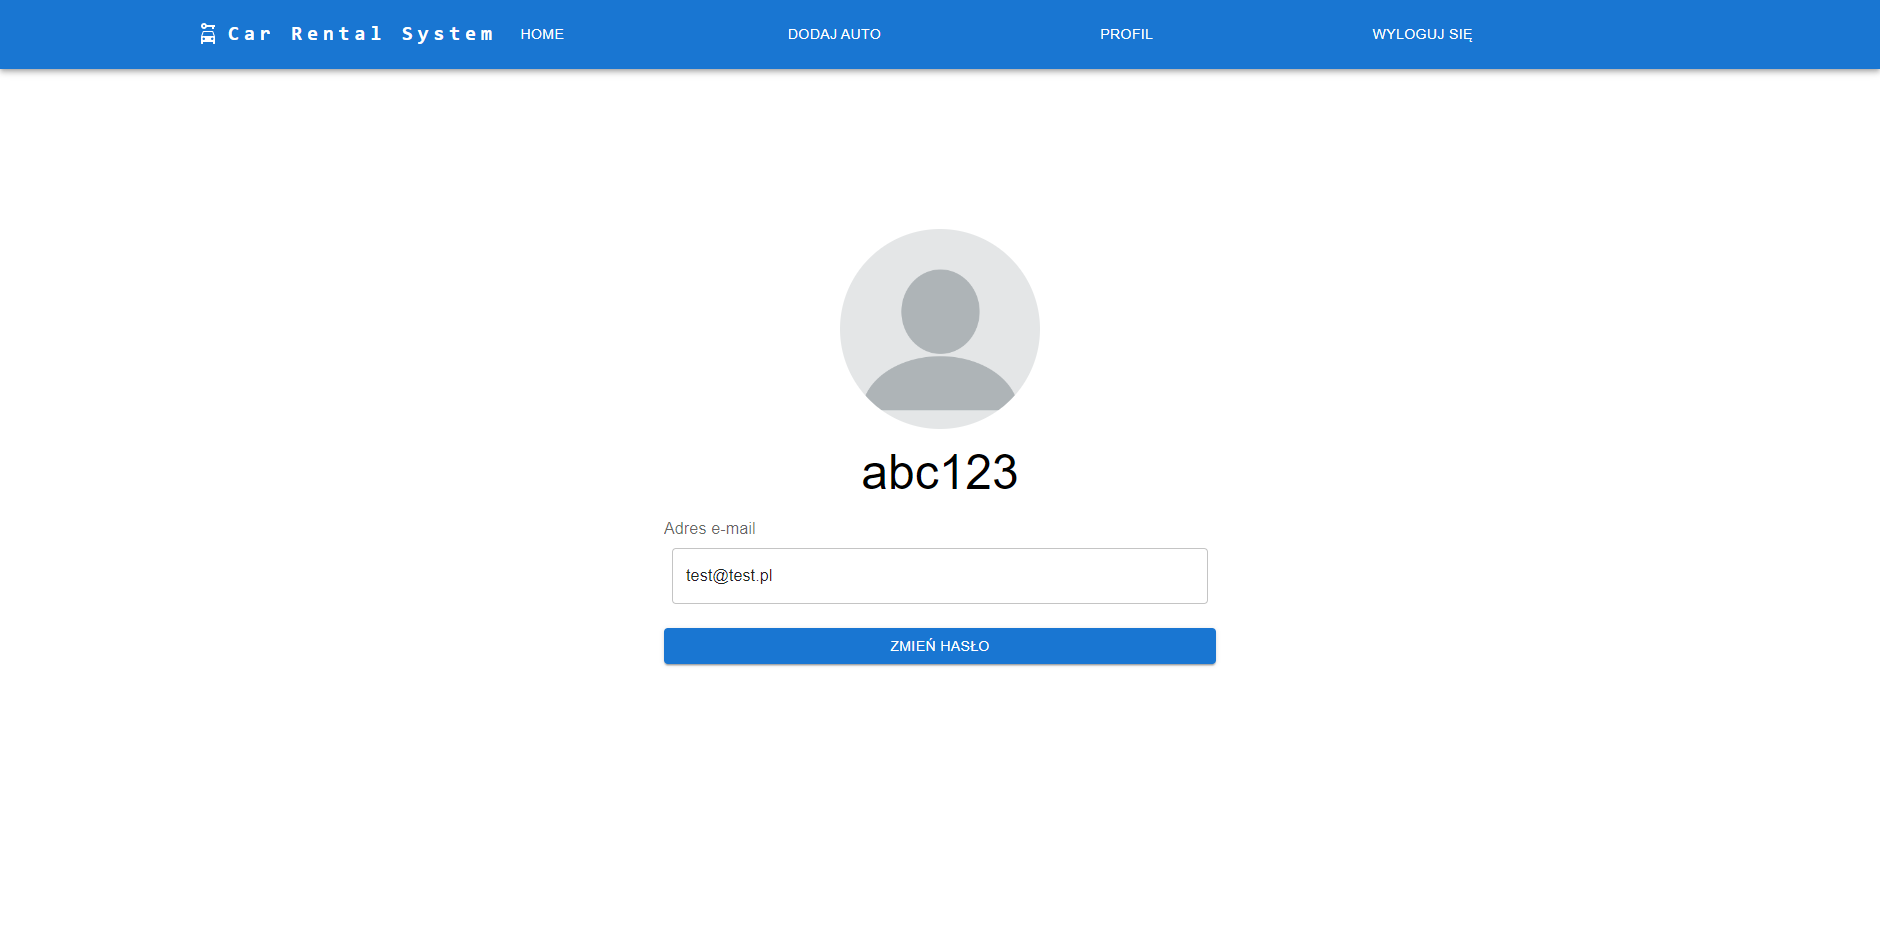 Car Rental System HOME DODAJ AUTO PROFIL WYLOGUJ SIĘ
abc123
Adres e-mail
test@test.pl
ZMIEŃ HASŁO